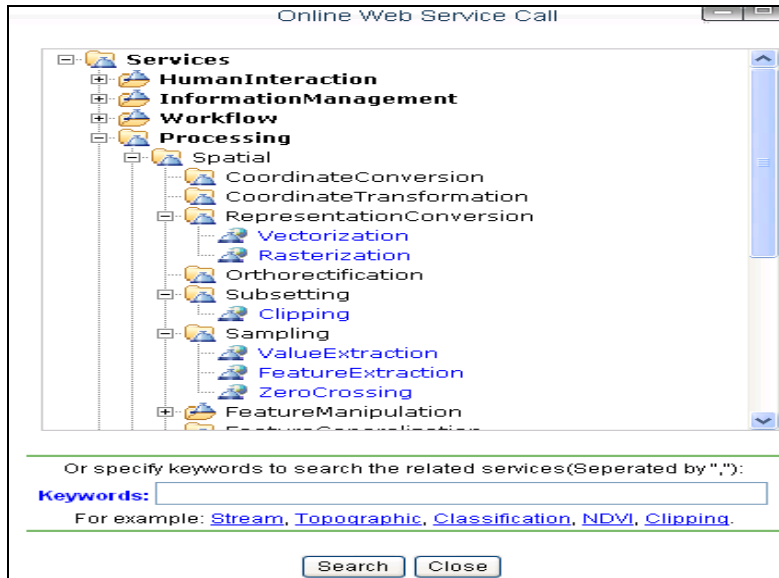 Online Web Service Call
Services
HumanInteraction
InformationManagement
Workflow
Processing
Spatial
CoordinateConversion
CoordinateTransformation
RepresentationConversion
Vectorization
Rasterization
Orthorectification
Subsetting
Clipping
Sampling
ValueExtraction
FeatureExtraction
ZeroCrossing
FeatureManipulation
FeatureGeneralization
Or specify keywords to search the related services(Seperated by ","):
Keywords:
For example: Stream, Topographic, Classification, NDVI, Clipping.
Search Close